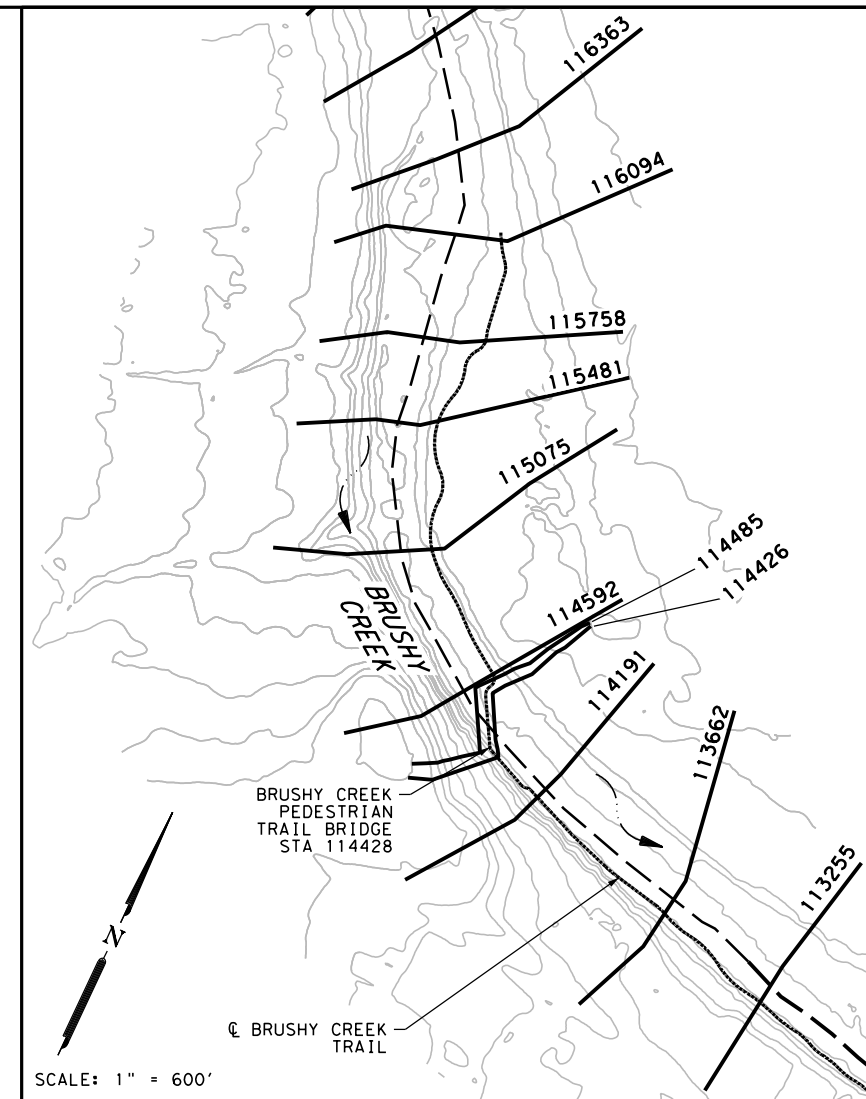 116363
116094
115758
115481
115075
114485
114426
114592
BRUSHY
CREEK
114191
113662
BRUSHY CREEK
PEDESTRIAN
TRAIL BRIDGE
STA 114428
113255
N
℄ BRUSHY CREEK
TRAIL
SCALE: 1" = 600'